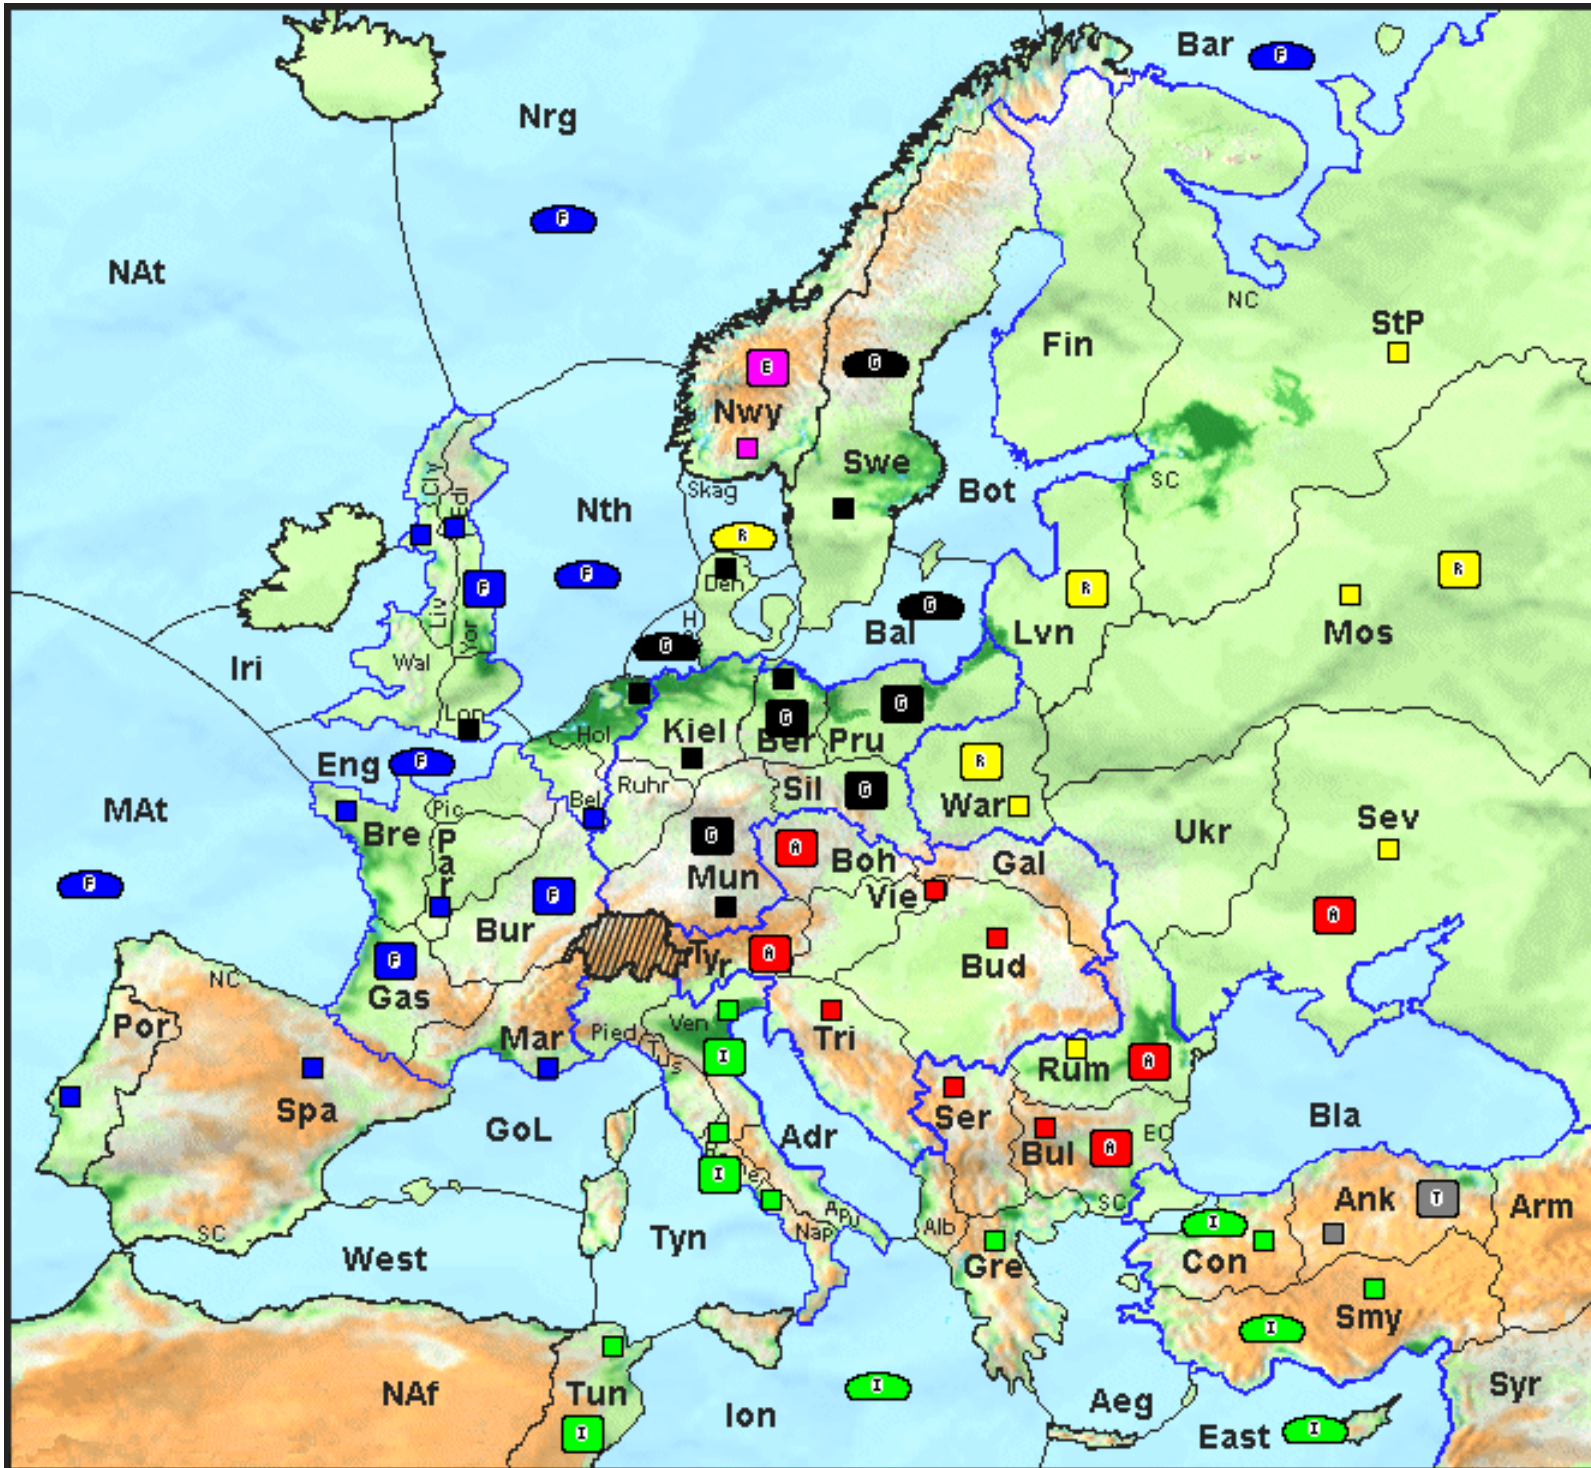 Bar
F
Nrg
F
NAt
NC
StP
Fin
E
G
Nwy
Swe
Skag
Bot
SC
Cly
Edi
Nth
R
F
F
Den
R
R
G
Liv
Yor
H
Bal
Lvn
Mos
G
Iri
Wal
Lon
Hol
Kiel
G
Ber
Pru
G
Eng
F
Ruhr
Sil
G
R
War
MAt
Pic
Bel
Bre
Par
G
A
Boh
Gal
Ukr
Sev
F
Mun
Vie
F
Bur
A
F
Gas
Tyr
A
Bud
NC
Por
Mar
Pied
Ven
Tus
Tri
I
Rum
A
Spa
GoL
Adr
Ser
Bla
Bul
A
EC
I
SC
Ank
T
Arm
SC
West
Tyn
Nap
Apu
Alb
Gre
I
Con
Smy
I
NAf
Tun
I
Ion
I
Aeg
East
I
Syr